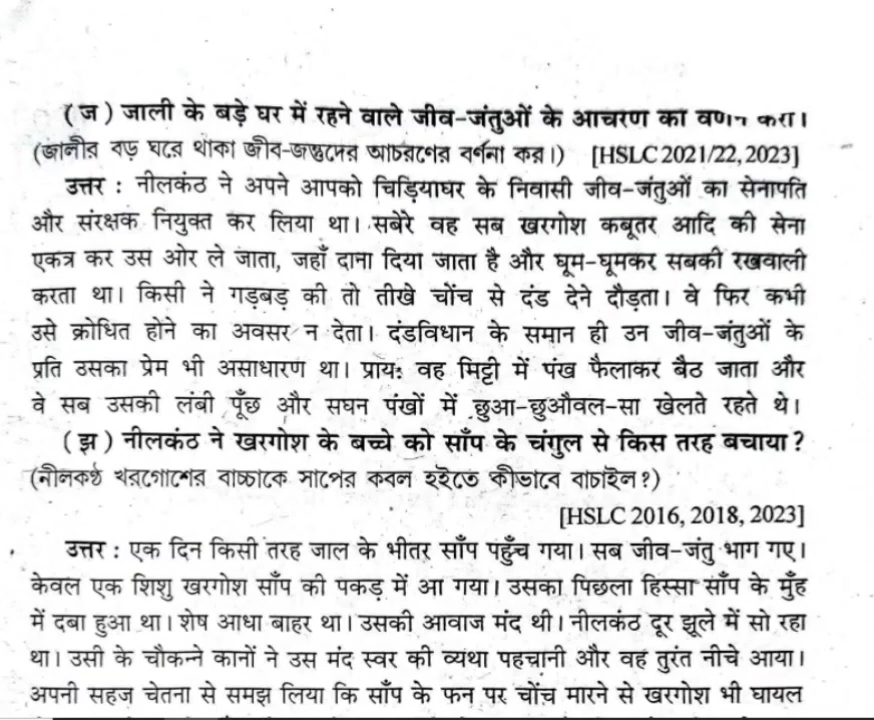 (ज) जाली के बड़े घर में रहने वाले जीव-जंतुओं के आचरण का वर्णन करो।
(জালীর বড় ঘরে থাকা জীব-জন্তুদের আচরণের বর্ণনা কর।) [HSLC 2021/22, 2023]
उत्तर : नीलकंठ ने अपने आपको चिड़ियाघर के निवासी जीव-जंतुओं का सेनापति
और संरक्षक नियुक्त कर लिया था। सबेरे वह सब खरगोश कबूतर आदि की सेना
एकत्र कर उस ओर ले जाता, जहाँ दाना दिया जाता है और घूम-घूमकर सबकी रखवाली
करता था। किसी ने गड़बड़ की तो तीखे चोंच से दंड देने दौड़ता। वे फिर कभी
उसे क्रोधित होने का अवसर न देता। दंडविधान के समान ही उन जीव-जंतुओं के
प्रति उसका प्रेम भी असाधारण था। प्रायः वह मिट्टी में पंख फैलाकर बैठ जाता और
वे सब उसकी लंबी पूँछ और सघन पंखों में छुआ-छुऔवल-सा खेलते रहते थे।
(झ) नीलकंठ ने खरगोश के बच्चे को साँप के चंगुल से किस तरह बचाया?
(নীলকণ্ঠ খরগোশের বাচ্চাকে সাপের কবল হইতে কীভাবে বাচাইল?)
[HSLC 2016, 2018, 2023]
उत्तर : एक दिन किसी तरह जाल के भीतर साँप पहुँच गया। सब जीव-जंतु भाग गए।
केवल एक शिशु खरगोश साँप की पकड़ में आ गया। उसका पिछला हिस्सा साँप के मुँह
में दबा हुआ था। शेष आधा बाहर था। उसकी आवाज मंद थी। नीलकंठ दूर झूले में सो रहा
था। उसी के चौकन्ने कानों ने उस मंद स्वर की व्यथा पहचानी और वह तुरंत नीचे आया।
अपनी सहज चेतना से समझ लिया कि साँप के फन पर चोंच मारने से खरगोश भी घायल